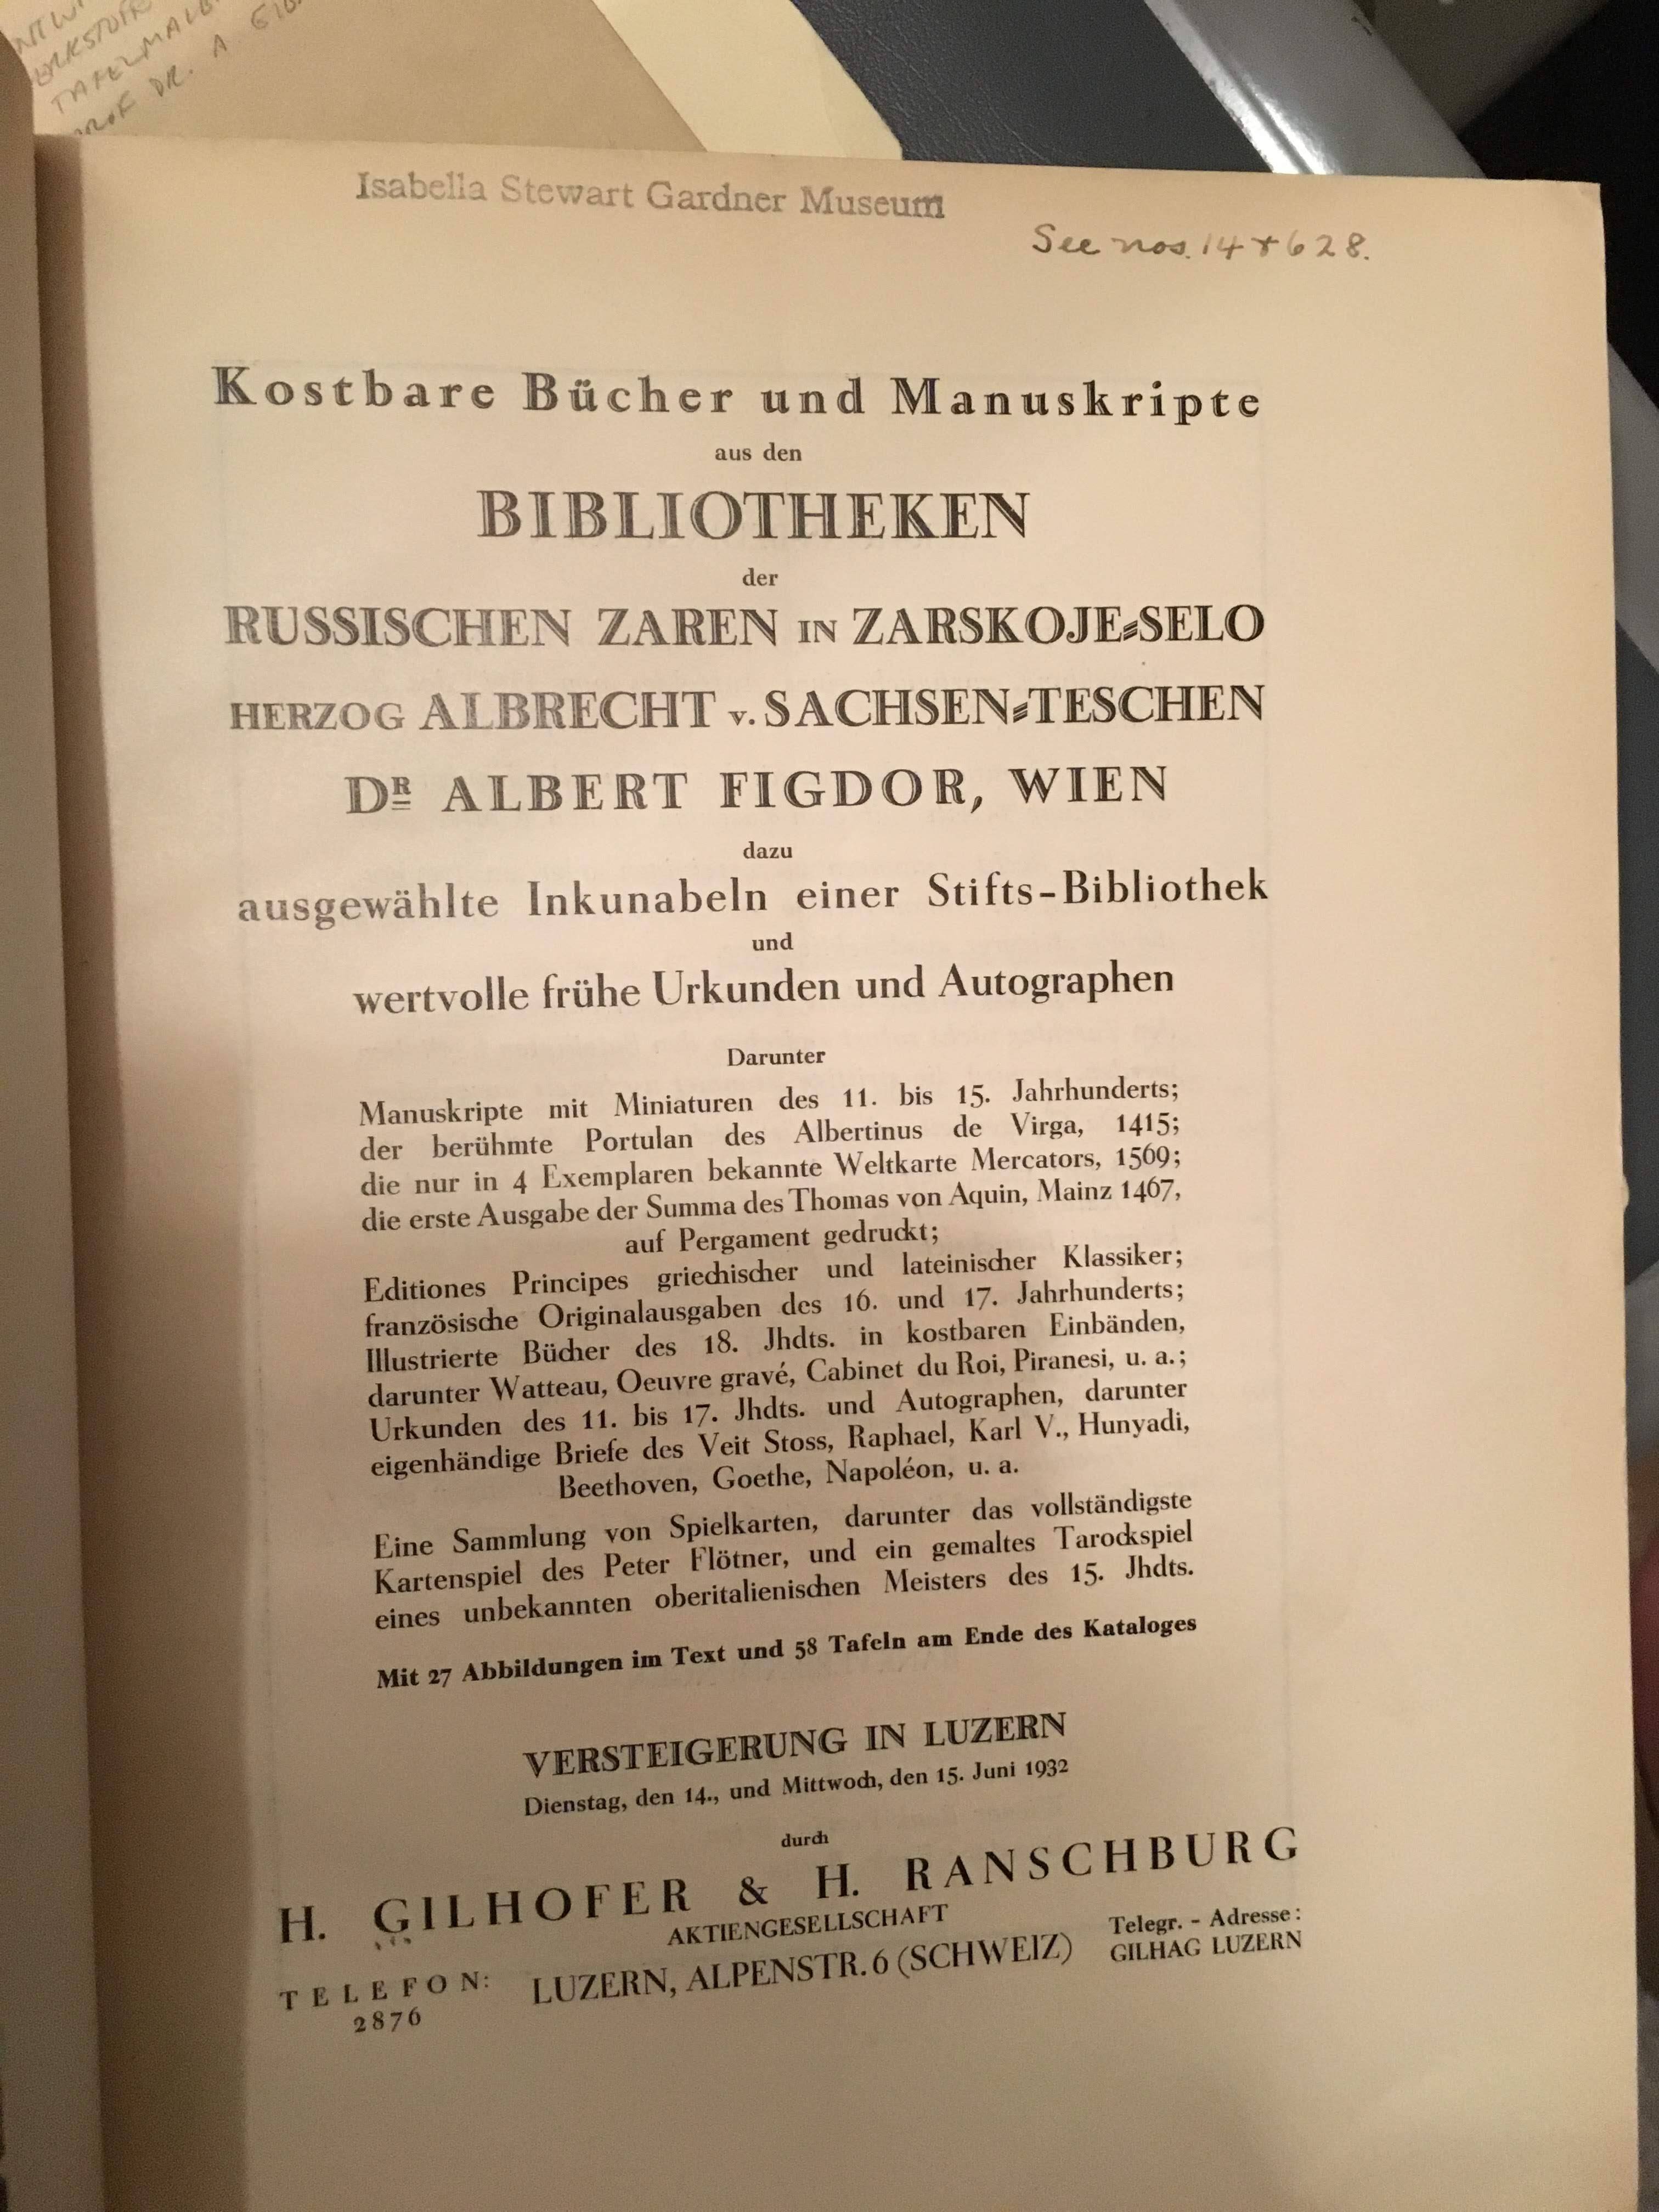 TAFELMALE
PROF DR. A
Isabella Stewart Gardner Museum
See nos. 14 & 628.
Kostbare Bücher und Manuskripte
aus den
BIBLIOTHEKEN
der
RUSSISCHEN ZAREN IN ZARSKOJE-SELO
HERZOG ALBRECHT v. SACHSEN-TESCHEN
DR ALBERT FIGDOR, WIEN
dazu
ausgewählte Inkunabeln einer Stifts-Bibliothek
und
wertvolle frühe Urkunden und Autographen
Darunter
Manuskripte mit Miniaturen des 11. bis 15. Jahrhunderts;
der berühmte Portulan des Albertinus de Virga, 1415;
die nur in 4 Exemplaren bekannte Weltkarte Mercators, 1569;
die erste Ausgabe der Summa des Thomas von Aquin, Mainz 1467,
auf Pergament gedruckt;
Editiones Principes griechischer und lateinischer Klassiker;
französische Originalausgaben des 16. und 17. Jahrhunderts;
Illustrierte Bücher des 18. Jhdts. in kostbaren Einbänden,
darunter Watteau, Oeuvre gravé, Cabinet du Roi, Piranesi, u. a.;
Urkunden des 11. bis 17. Jhdts. und Autographen, darunter
eigenhändige Briefe des Veit Stoss, Raphael, Karl V., Hunyadi,
Beethoven, Goethe, Napoléon, u. a.
Eine Sammlung von Spielkarten, darunter das vollständigste
Kartenspiel des Peter Flötner, und ein gemaltes Tarockspiel
eines unbekannten oberitalienischen Meisters des 15. Jhdts.
Mit 27 Abbildungen im Text und 58 Tafeln am Ende des Kataloges
VERSTEIGERUNG IN LUZERN
Dienstag, den 14., und Mittwoch, den 15. Juni 1932
durch
H. GILHOFER & H. RANSCHBURG
AKTIENGESELLSCHAFT
TELEFON:
2876
LUZERN, ALPENSTR. 6 (SCHWEIZ)
Telegr. - Adresse:
GILHAG LUZERN